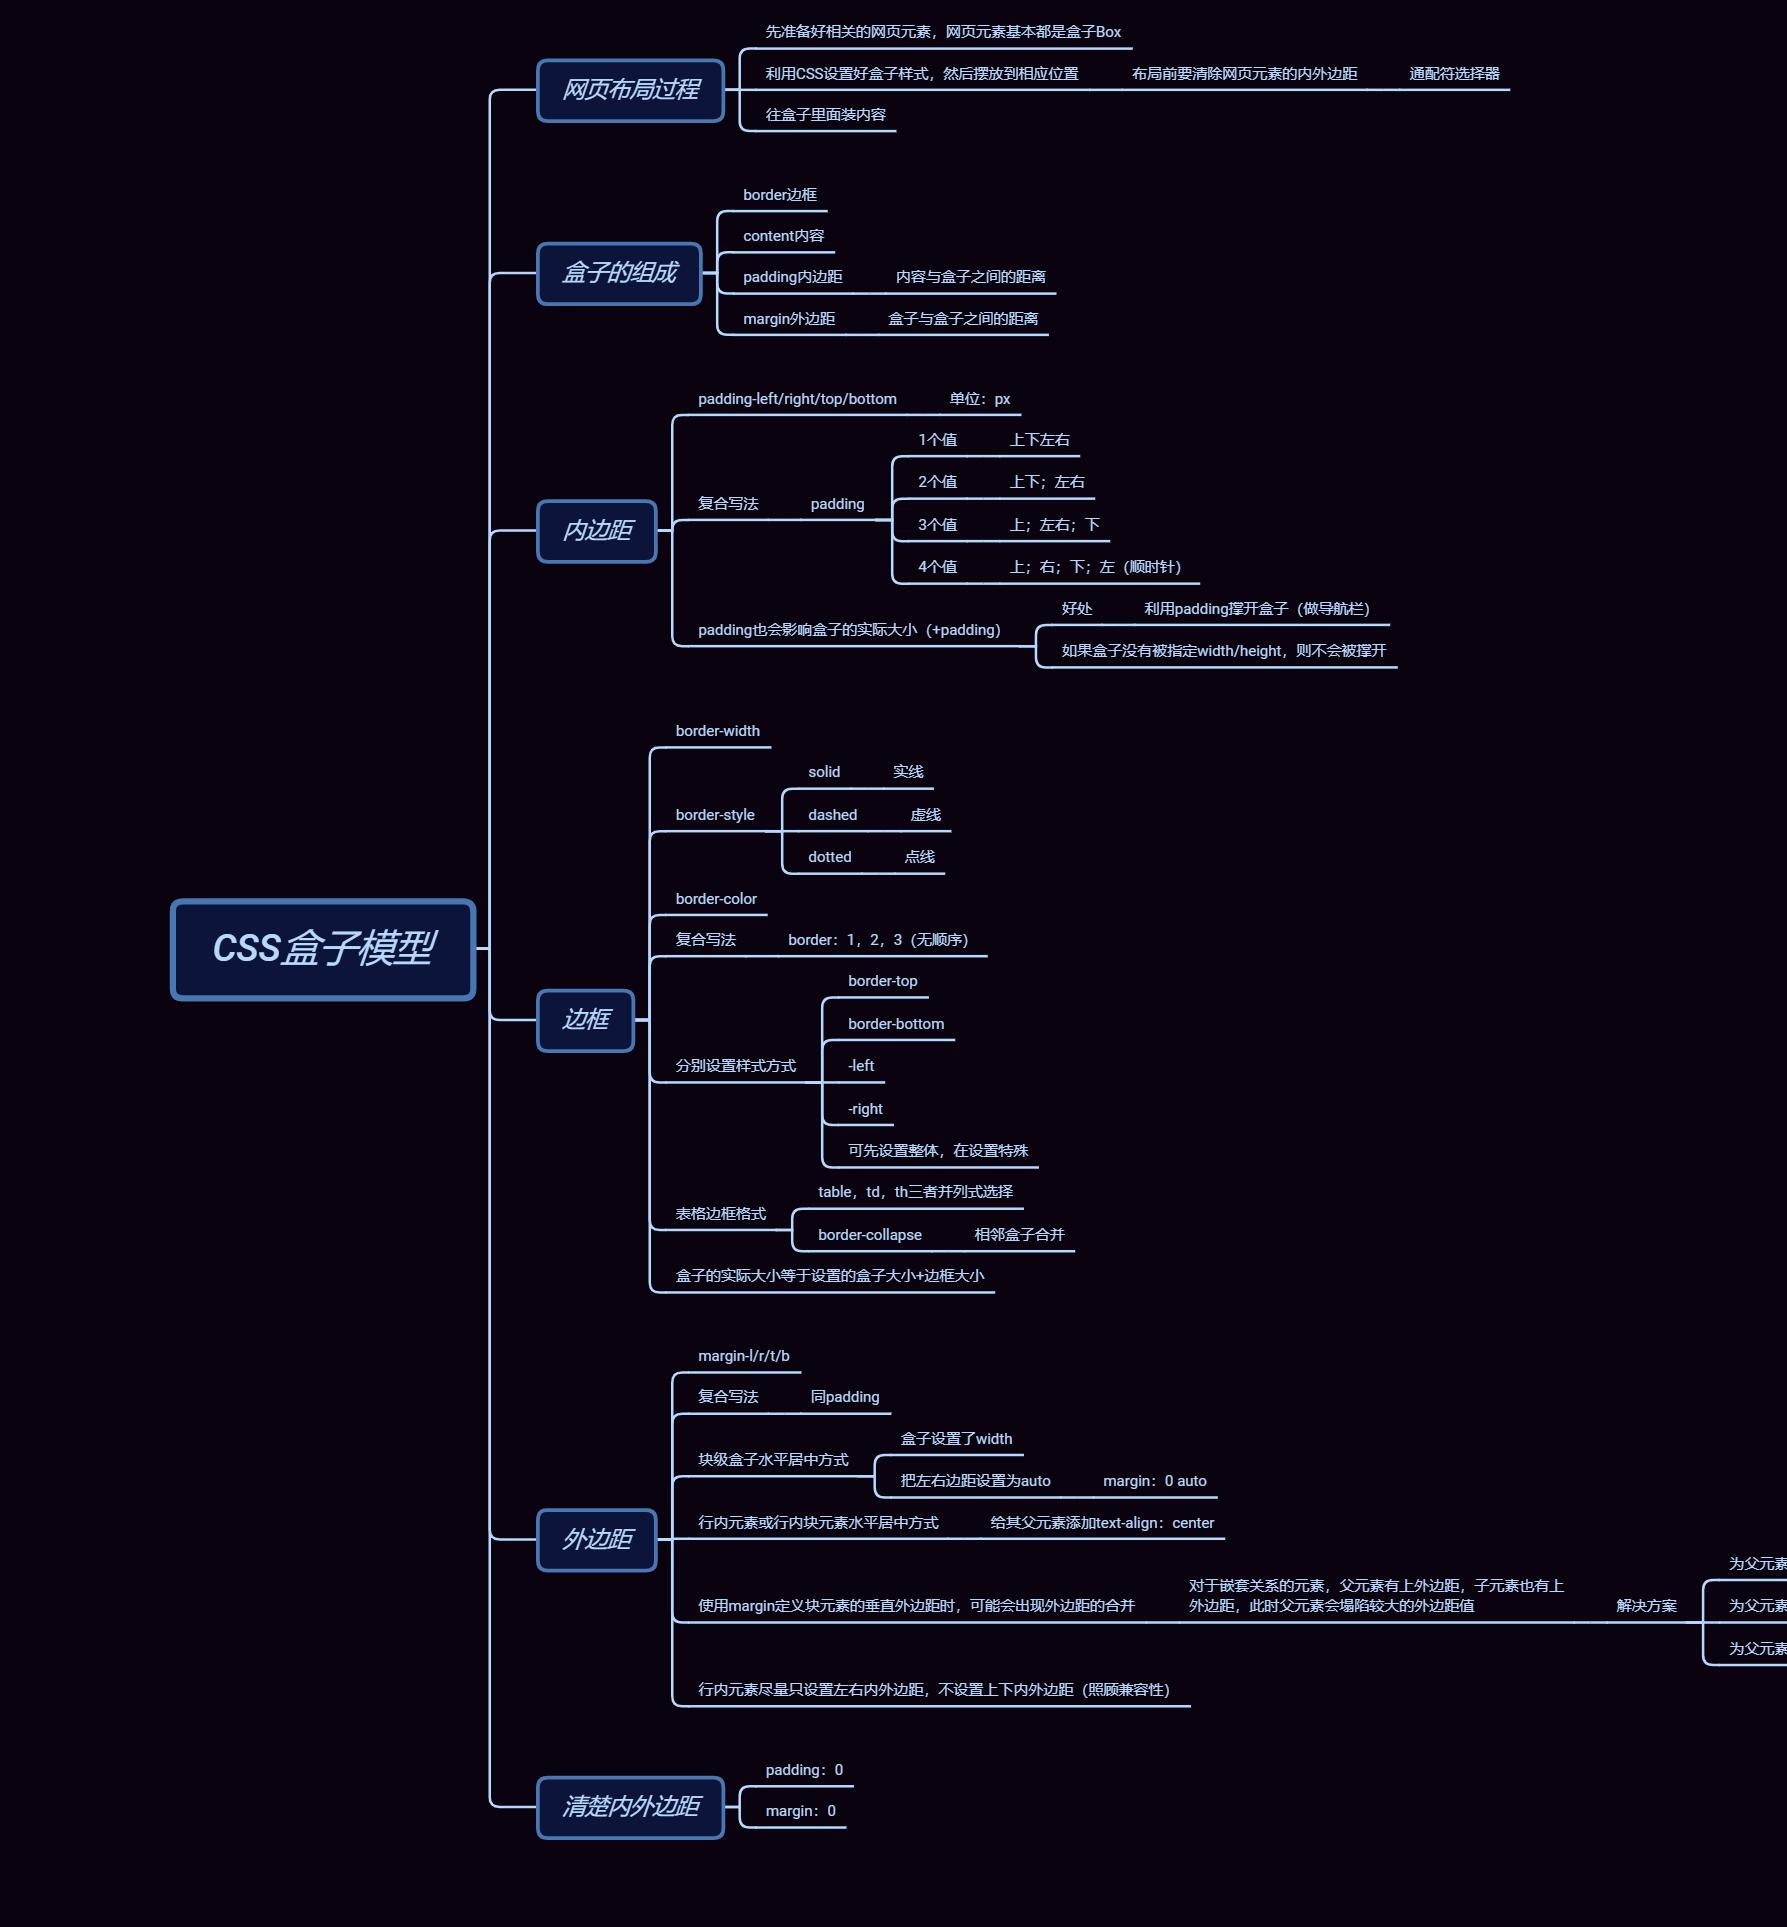 先准备好相关的网页元素，网页元素基本都是盒子Box
网页布局过程
利用CSS设置好盒子样式，然后摆放到相应位置
布局前要清除网页元素的内外边距
通配符选择器
往盒子里面装内容
盒子的组成
border边框
content内容
padding内边距
内容与盒子之间的距离
margin外边距
盒子与盒子之间的距离
内边距
padding-left/right/top/bottom
单位：px
复合写法
padding
1个值
上下左右
2个值
上下；左右
3个值
上；左右；下
4个值
上；右；下；左（顺时针）
padding也会影响盒子的实际大小（+padding）
好处
利用padding撑开盒子（做导航栏）
如果盒子没有被指定width/height，则不会被撑开
CSS盒子模型
边框
border-width
border-style
solid
实线
dashed
虚线
dotted
点线
border-color
复合写法
border：1，2，3（无顺序）
分别设置样式方式
border-top
border-bottom
-left
-right
可先设置整体，在设置特殊
表格边框格式
table，td，th三者并列式选择
border-collapse
相邻盒子合并
盒子的实际大小等于设置的盒子大小+边框大小
外边距
margin-l/r/t/b
复合写法
同padding
块级盒子水平居中方式
盒子设置了width
把左右边距设置为auto
margin：0 auto
行内元素或行内块元素水平居中方式
给其父元素添加text-align：center
使用margin定义块元素的垂直外边距时，可能会出现外边距的合并
对于嵌套关系的元素，父元素有上外边距，子元素也有上
外边距，此时父元素会塌陷较大的外边距值
解决方案
为父元素
为父元素
为父元素
行内元素尽量只设置左右内外边距，不设置上下内外边距（照顾兼容性）
清楚内外边距
padding：0
margin：0